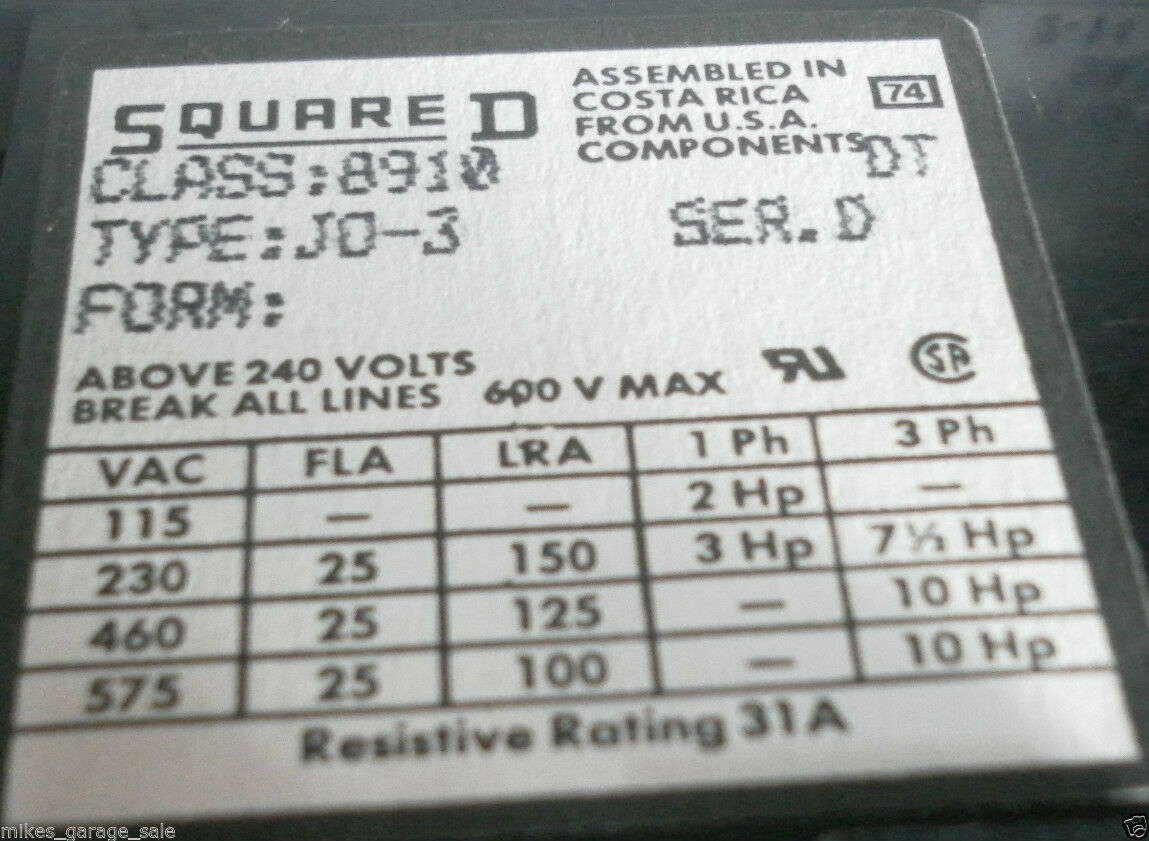 SQUARE D
ASSEMBLED IN
COSTA RICA
FROM U.S.A.
COMPONENTS
74
DT
CLASS:8910
TYPE:JO-3 SER.D
FORM:
ABOVE 240 VOLTS
BREAK ALL LINES 600 V MAX
VAC FLA LRA 1 Ph 3 Ph
115 — — 2 Hp —
230 25 150 3 Hp 7½ Hp
460 25 125 — 10 Hp
575 25 100 — 10 Hp
Resistive Rating 31A
mikes_garage_sale